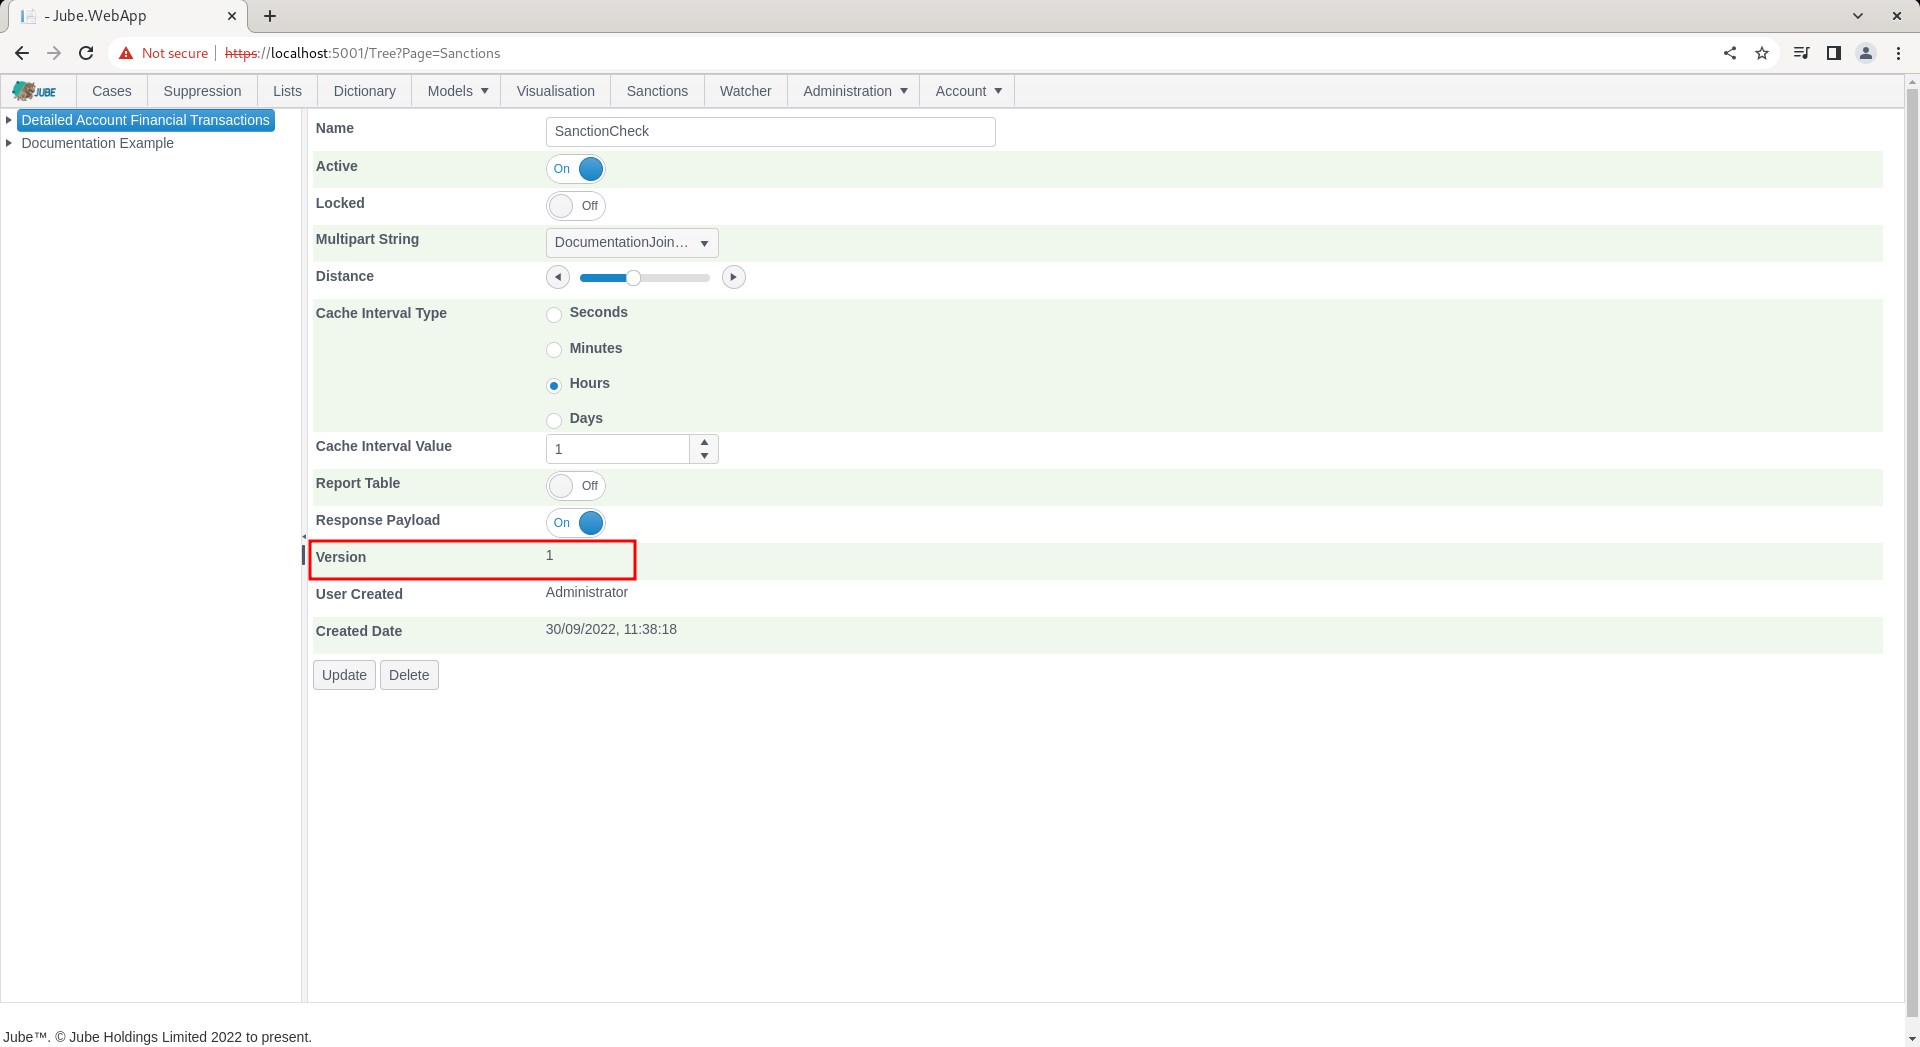 - Jube.WebApp
Not secure https://localhost:5001/Tree?Page=Sanctions
JUBE Cases Suppression Lists Dictionary Models Visualisation Sanctions Watcher Administration Account
Detailed Account Financial Transactions
Documentation Example
Name SanctionCheck
Active On
Locked Off
Multipart String DocumentationJoin...
Distance
Cache Interval Type Seconds
Minutes
Hours
Days
Cache Interval Value 1
Report Table Off
Response Payload On
Version 1
User Created Administrator
Created Date 30/09/2022, 11:38:18
Update Delete
Jube™. © Jube Holdings Limited 2022 to present.